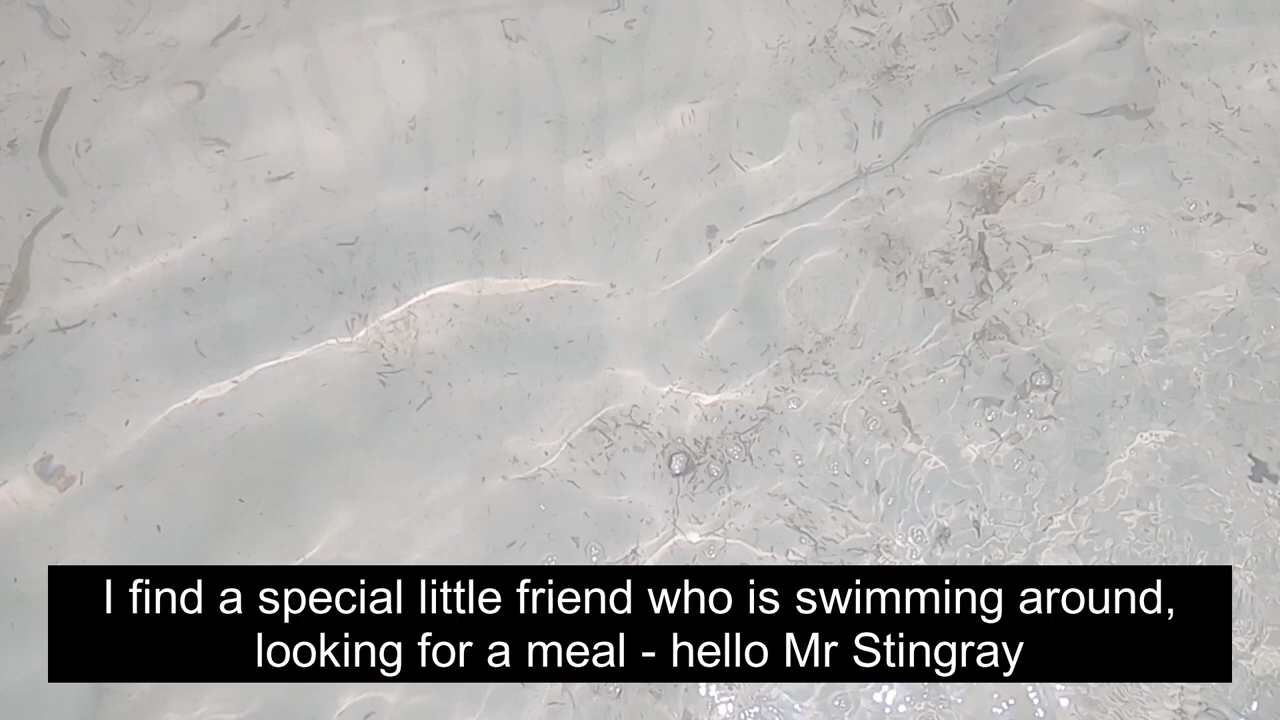 I find a special little friend who is swimming around,
looking for a meal - hello Mr Stingray